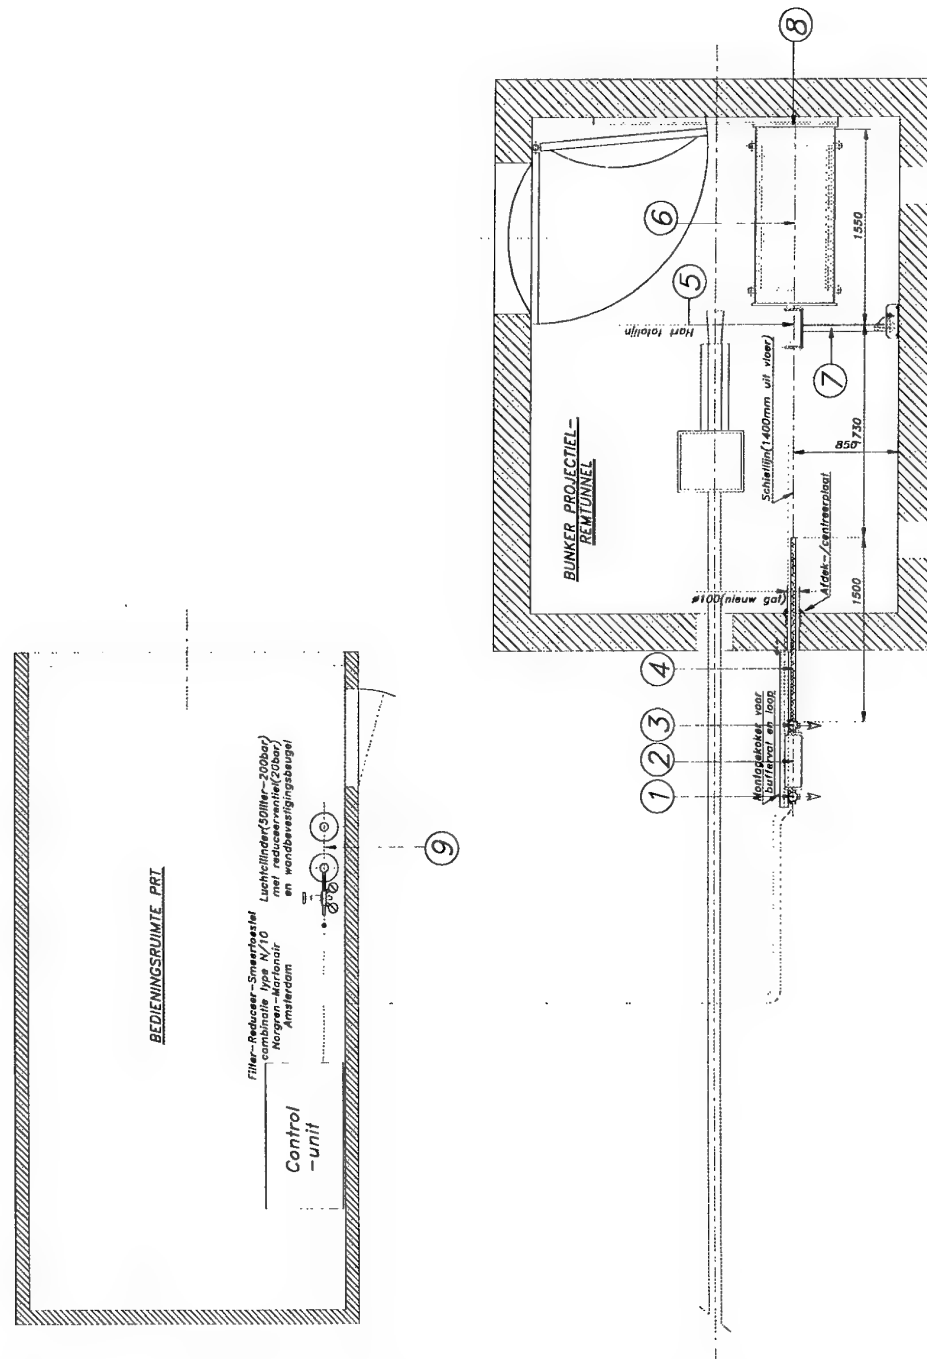 BEDIENINGSRUIMTE PRT
Filter-Reduceer-Smeertoestel
combinatie type N/10
Norgren-Martonair
Amsterdam
Luchtcilinder(50liter-200bar)
met reduceerventiel(20bar)
en wandbevestigingsbeugel
Control
-unit
9
BUNKER PROJECTIEL-
REMTUNNEL
1
2
3
4
5
6
7
8
Montagekoker voor
buffervat en loop
ø100(nieuw gat)
Afdek-/centreerplaat
Schietlijn(1400mm uit vloer)
Hart fotolijn
1500
1730
850
1550